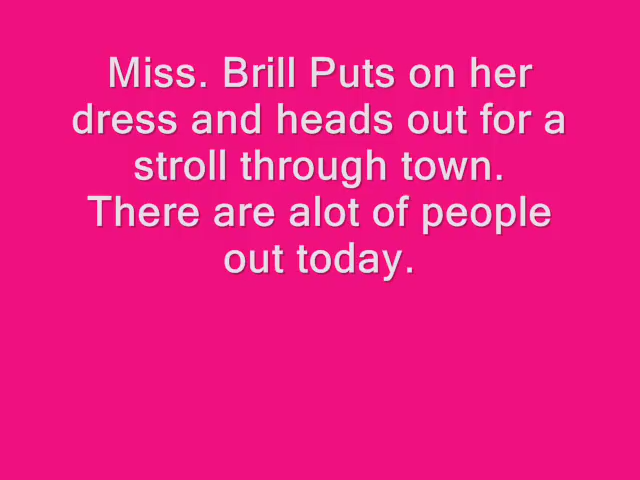 Miss. Brill Puts on her
dress and heads out for a
stroll through town.
There are alot of people
out today.